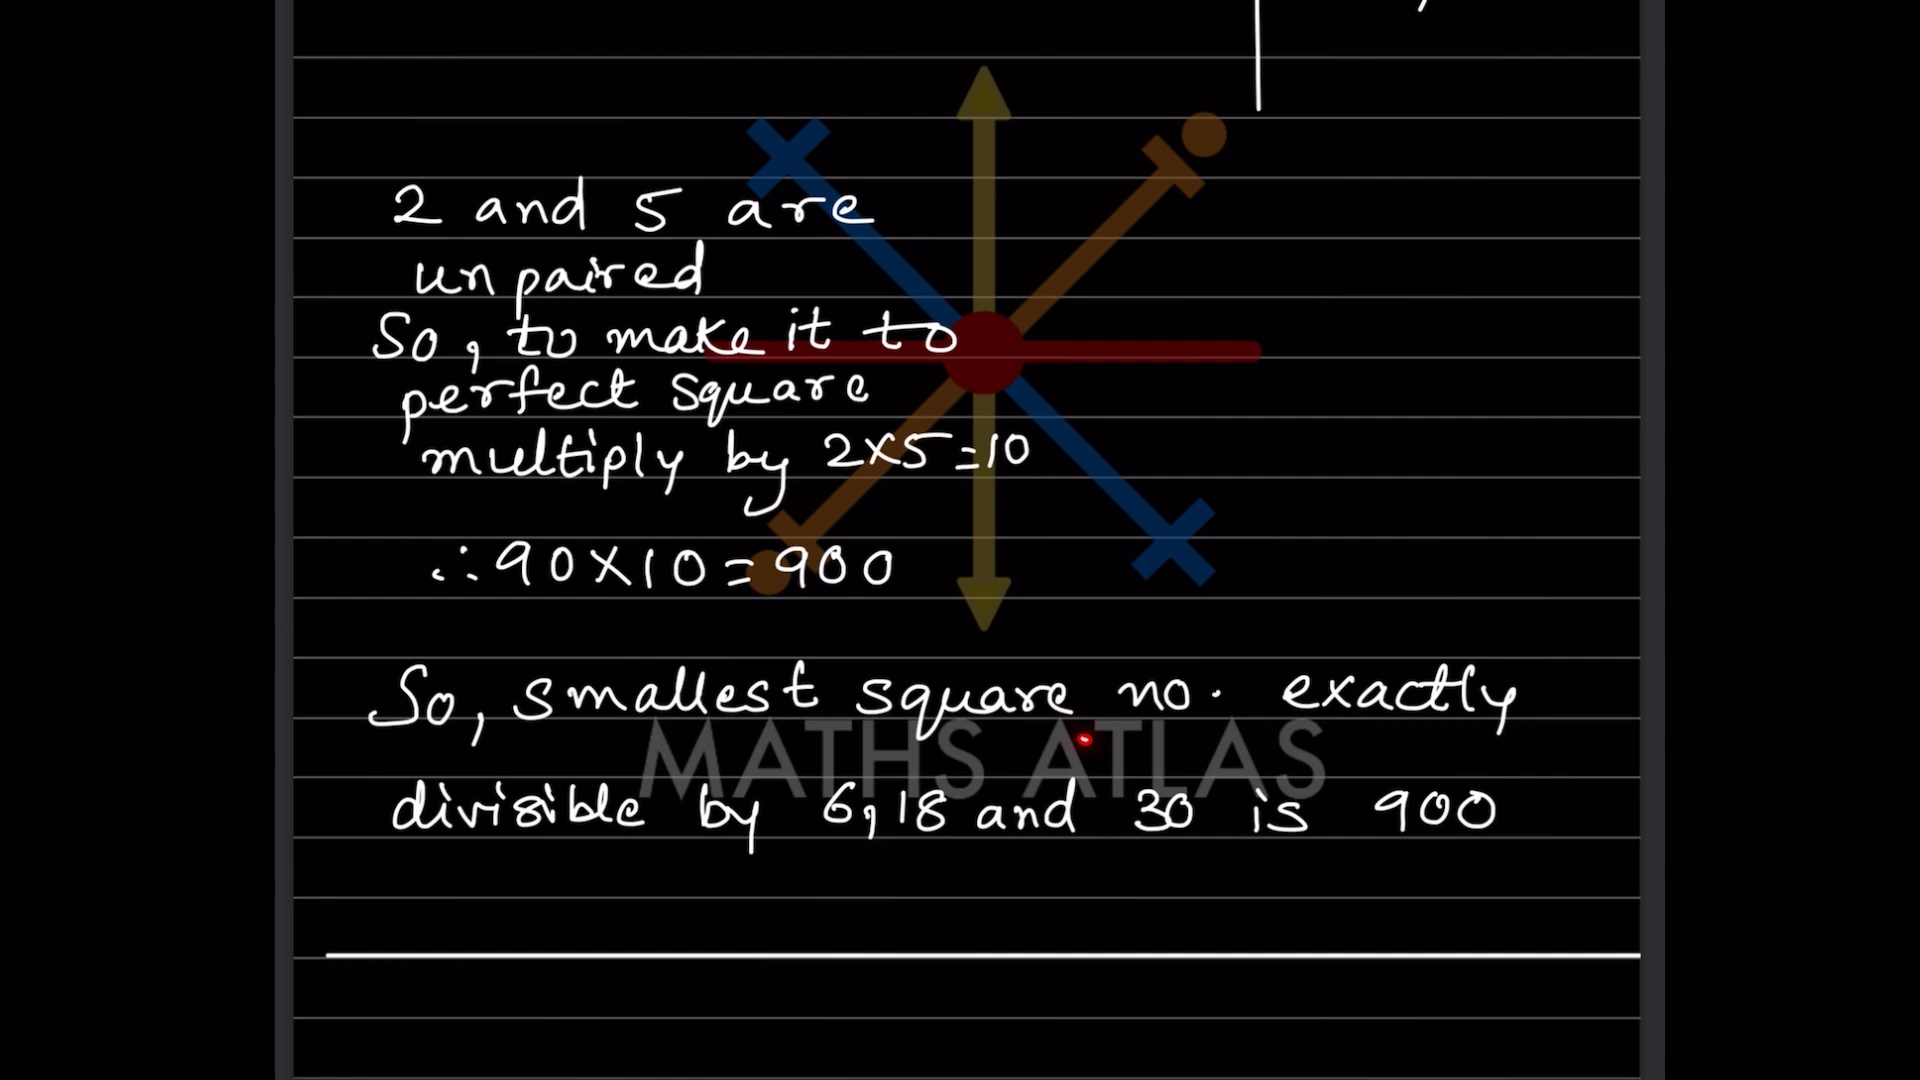 2 and 5 are
unpaired
So, to make it to
perfect square
multiply by 2×5=10
∴ 90×10=900
So, smallest square no. exactly
MATHS ATLAS
divisible by 6,18 and 30 is 900